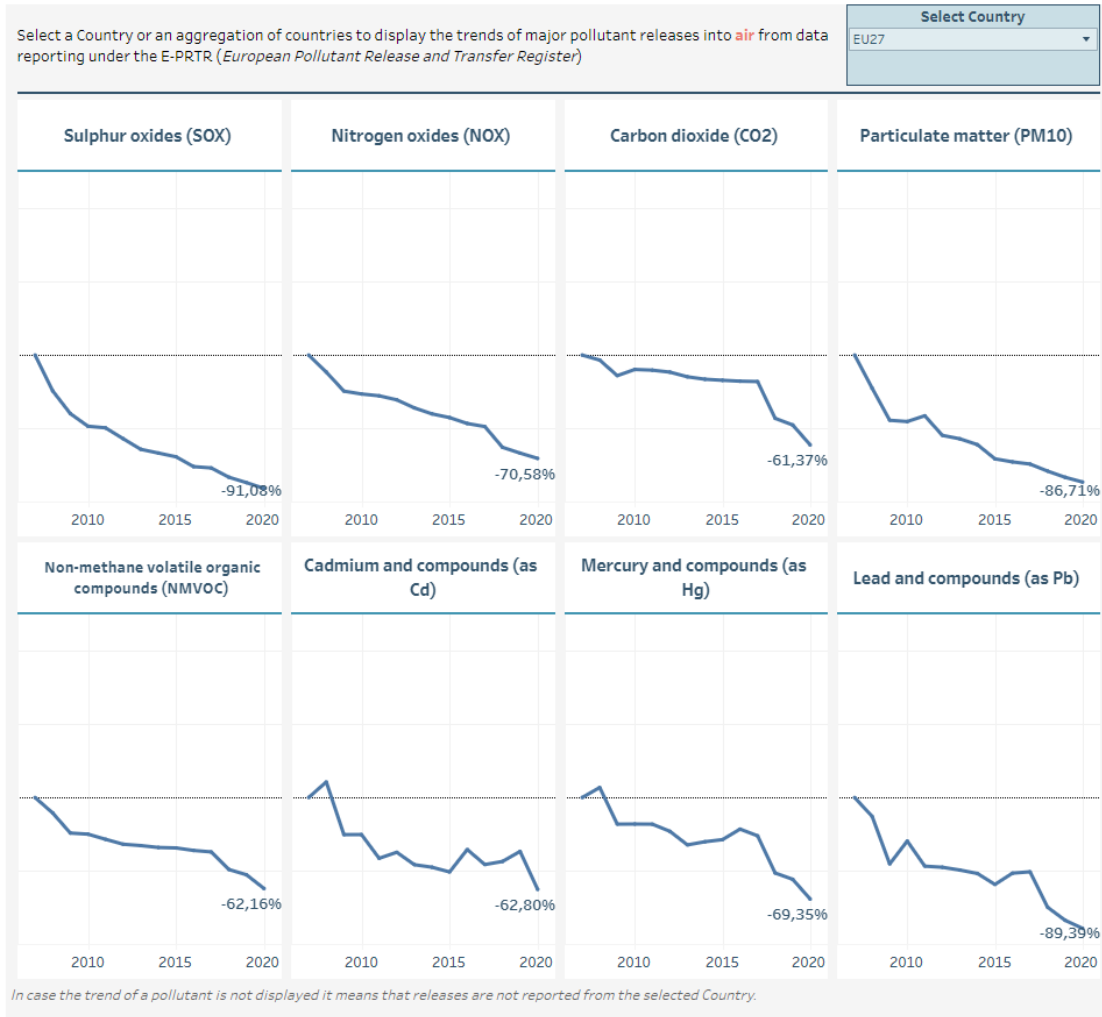 Select a Country or an aggregation of countries to display the trends of major pollutant releases into air from data
reporting under the E-PRTR (European Pollutant Release and Transfer Register)
Select Country
EU27
Sulphur oxides (SOX)
Nitrogen oxides (NOX)
Carbon dioxide (CO2)
Particulate matter (PM10)
-91,08%
-70,58%
-61,37%
-86,71%
2010 2015 2020
2010 2015 2020
2010 2015 2020
2010 2015 2020
Non-methane volatile organic
compounds (NMVOC)
Cadmium and compounds (as
Cd)
Mercury and compounds (as
Hg)
Lead and compounds (as Pb)
-62,16%
-62,80%
-69,35%
-89,39%
2010 2015 2020
2010 2015 2020
2010 2015 2020
2010 2015 2020
In case the trend of a pollutant is not displayed it means that releases are not reported from the selected Country.